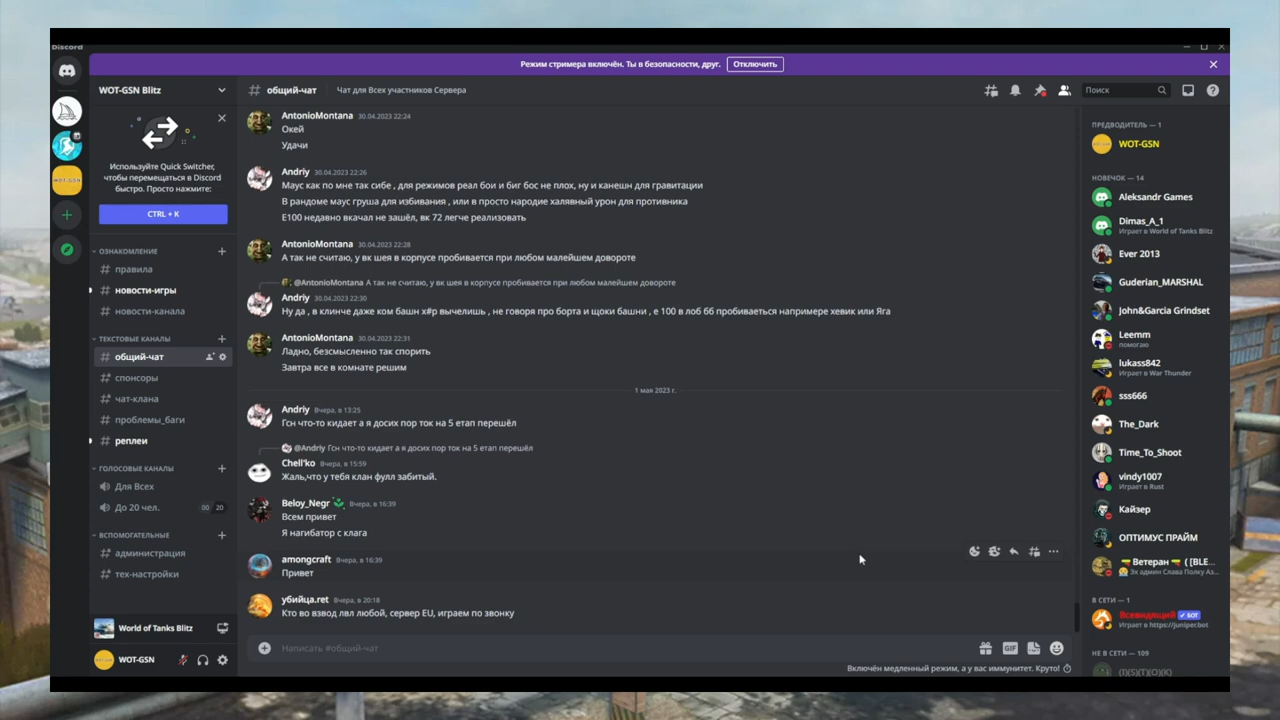 Discord
Режим стримера включён. Ты в безопасности, друг. Отключить
WOT-GSN Blitz
Используйте Quick Switcher,
чтобы перемещаться в Discord
быстро. Просто нажмите:
CTRL + K
ОЗНАКОМЛЕНИЕ
правила
новости-игры
новости-канала
ТЕКСТОВЫЕ КАНАЛЫ
общий-чат
спонсоры
чат-клана
проблемы_баги
реплеи
ГОЛОСОВЫЕ КАНАЛЫ
Для Всех
До 20 чел. 00 20
ВСПОМОГАТЕЛЬНЫЕ
администрация
тех-настройки
World of Tanks Blitz
WOT-GSN
общий-чат Чат для Всех участников Сервера
Поиск
AntonioMontana 30.04.2023 22:24
Окей
Удачи
Andriy 30.04.2023 22:26
Маус как по мне так сибе , для режимов реал бои и биг бос не плох, ну и канешн для гравитации
В рандоме маус груша для избивания , или в просто народие халявный урон для противника
Е100 недавно вкачал не зашёл, вк 72 легче реализовать
AntonioMontana 30.04.2023 22:28
А так не считаю, у вк шея в корпусе пробивается при любом малейшем довороте
@AntonioMontana А так не считаю, у вк шея в корпусе пробивается при любом малейшем довороте
Andriy 30.04.2023 22:30
Ну да , в клинче даже ком башн х#р вычелишь , не говоря про борта и щоки башни , е 100 в лоб бб пробиваеться например хевик или Яга
AntonioMontana 30.04.2023 22:31
Ладно, безсмысленно так спорить
Завтра все в комнате решим
1 мая 2023 г.
Andriy Вчера, в 13:25
Гсн что-то кидает а я досих пор ток на 5 етап перешёл
@Andriy Гсн что-то кидает а я досих пор ток на 5 етап перешёл
Chell'ko Вчера, в 15:59
Жаль,что у тебя клан фулл забитый.
Beloy_Negr Вчера, в 16:39
Всем привет
Я нагибатор с клага
amongcraft Вчера, в 16:39
Привет
убийца.ret Вчера, в 20:18
Кто во взвод лвл любой, сервер EU, играем по звонку
Написать #общий-чат
GIF
Включён медленный режим, а у вас иммунитет. Круто!
ПРЕДВОДИТЕЛЬ — 1
WOT-GSN
НОВИЧОК — 14
Aleksandr Games
Dimas_A_1
Играет в World of Tanks Blitz
Ever 2013
Guderian_MARSHAL
John&Garcia Grindset
Leemm
помогаю
lukass842
Играет в War Thunder
sss666
The_Dark
Time_To_Shoot
vindy1007
Играет в Rust
Кайзер
ОПТИМУС ПРАЙМ
Ветеран ( [BLE...
3х админ Слава Полку Аз...
В СЕТИ — 1
Всевидящий БОТ
Играет в https://juniper.bot
НЕ В СЕТИ — 109
(I)(S)(T)(O)(K)